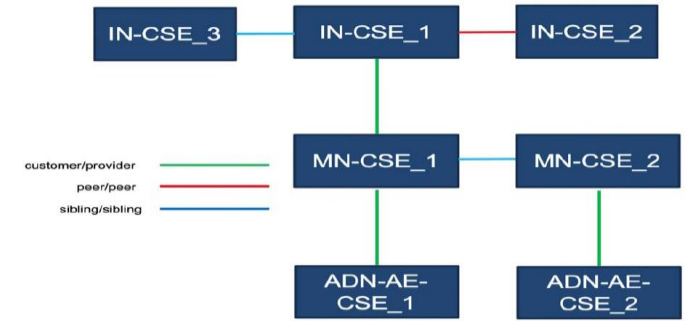 IN-CSE_3
IN-CSE_1
IN-CSE_2
MN-CSE_1
MN-CSE_2
customer/provider
peer/peer
sibling/sibling
ADN-AE-
CSE_1
ADN-AE-
CSE_2